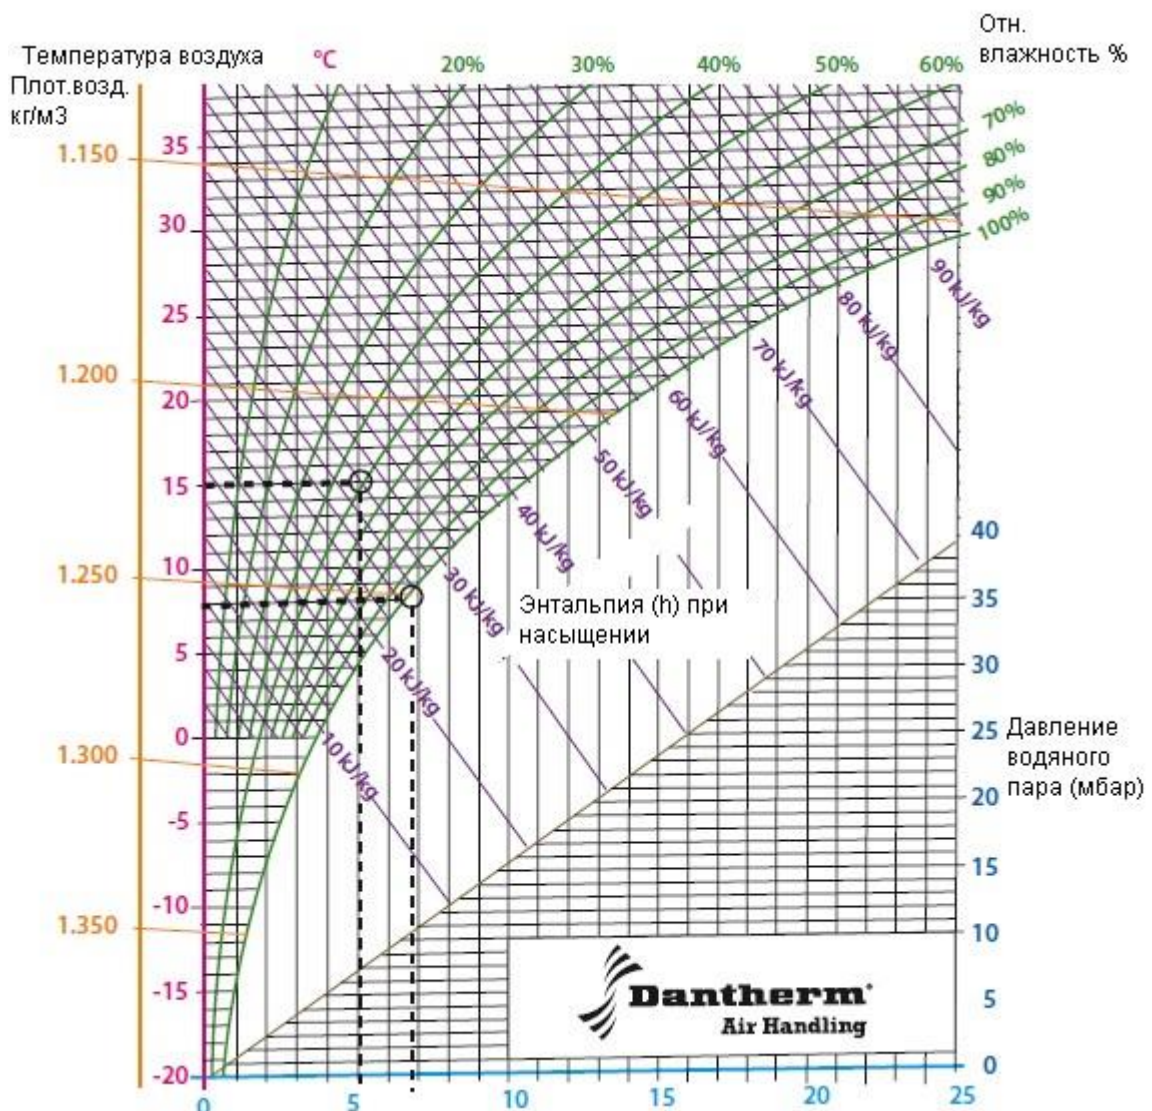 Температура воздуха °C 20% 30% 40% 50% 60% Отн.
влажность %
Плот.возд.
кг/м3
70%
80%
90%
100%
1.150
1.200
1.250
1.300
1.350
35
30
25
20
15
10
5
0
-5
-10
-15
-20
90 kJ/kg
80 kJ/kg
70 kJ/kg
60 kJ/kg
50 kJ/kg
40 kJ/kg
30 kJ/kg
20 kJ/kg
10 kJ/kg
Энтальпия (h) при
насыщении
40
35
30
25
20
15
10
5
0
Давление
водяного
пара (мбар)
Dantherm®
Air Handling
0 5 10 15 20 25